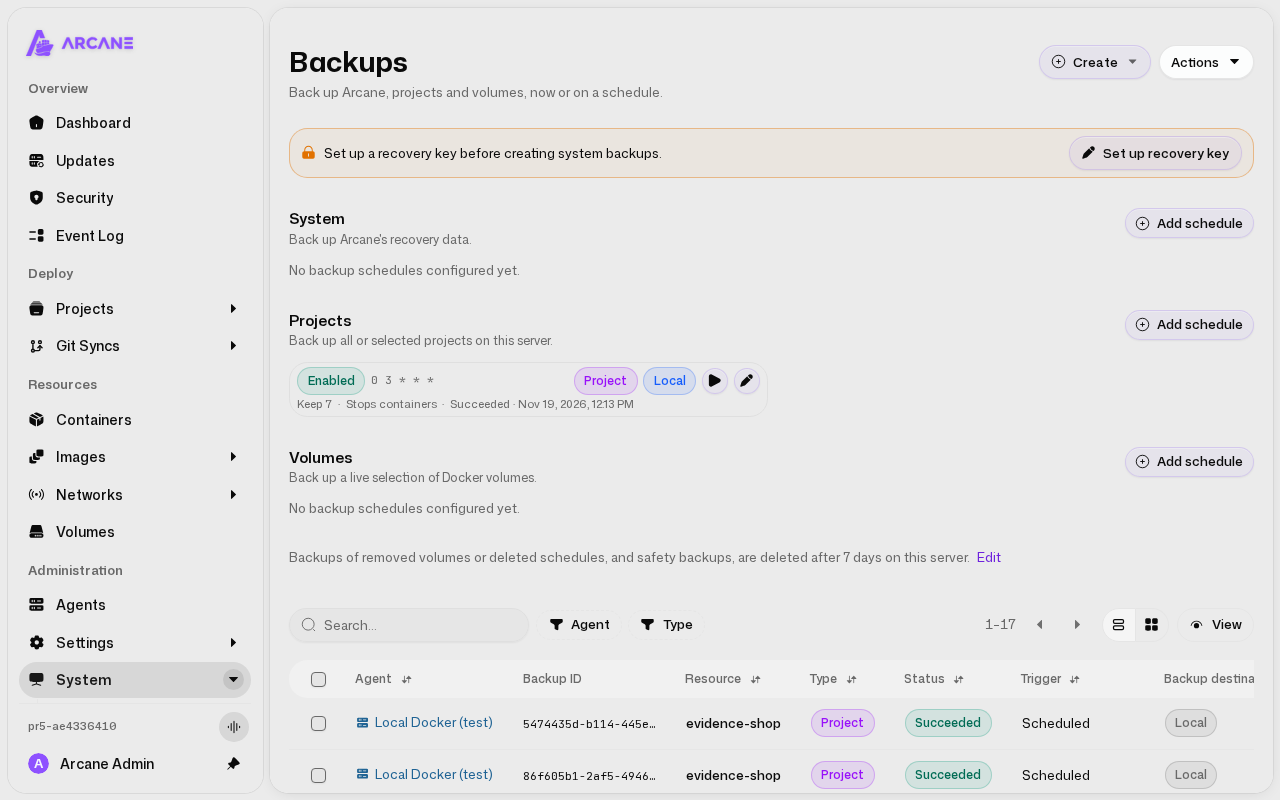 ARCANE
Overview
Dashboard
Updates
Security
Event Log
Deploy
Projects
Git Syncs
Resources
Containers
Images
Networks
Volumes
Administration
Agents
Settings
System
pr5-ae4336410
A Arcane Admin
Backups
Back up Arcane, projects and volumes, now or on a schedule.
Create
Actions
Set up a recovery key before creating system backups.
Set up recovery key
System
Back up Arcane's recovery data.
Add schedule
No backup schedules configured yet.
Projects
Back up all or selected projects on this server.
Add schedule
Enabled 0 3 * * * Project Local
Keep 7 · Stops containers · Succeeded · Nov 19, 2026, 12:13 PM
Volumes
Back up a live selection of Docker volumes.
Add schedule
No backup schedules configured yet.
Backups of removed volumes or deleted schedules, and safety backups, are deleted after 7 days on this server. Edit
Search... Agent Type 1–17 View
Agent Backup ID Resource Type Status Trigger Backup destina
Local Docker (test) 5474435d-b114-445e… evidence-shop Project Succeeded Scheduled Local
Local Docker (test) 86f605b1-2af5-4946… evidence-shop Project Succeeded Scheduled Local